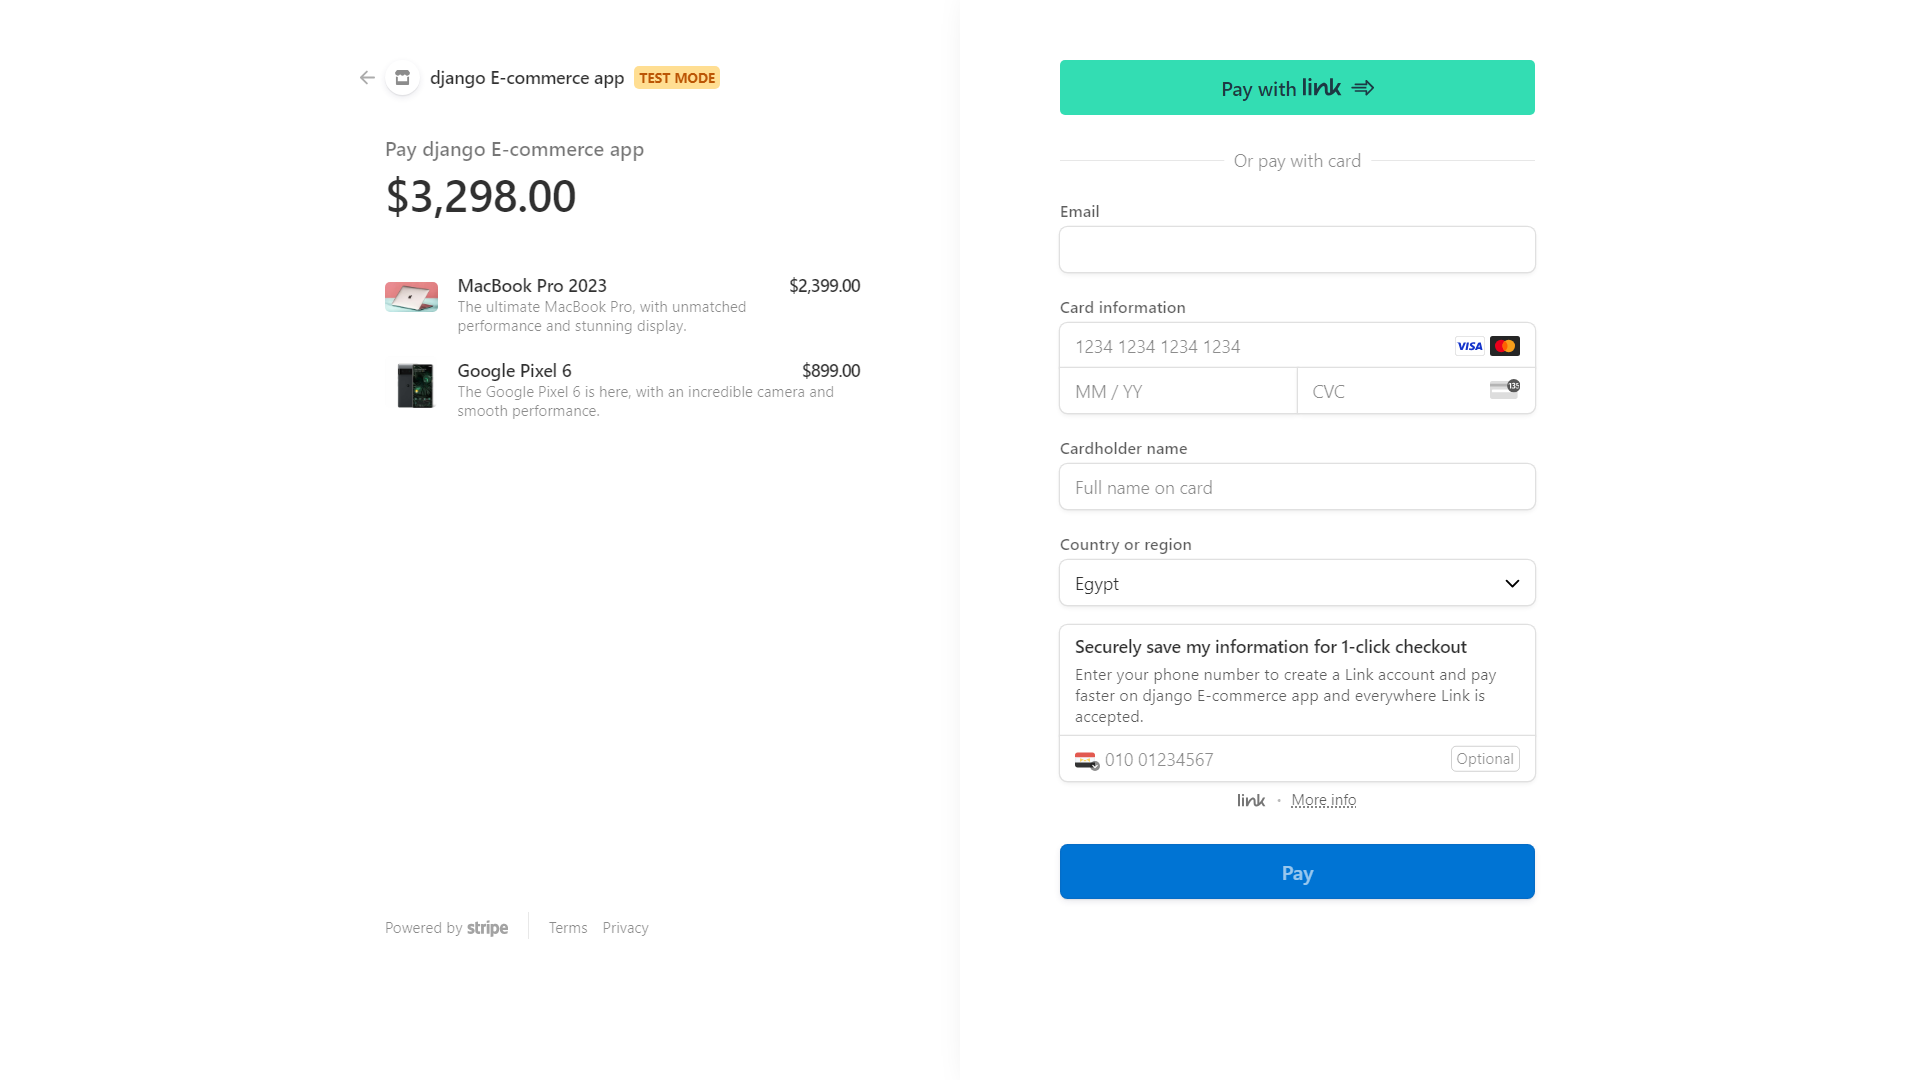 django E-commerce app TEST MODE
Pay django E-commerce app
$3,298.00
MacBook Pro 2023 $2,399.00
The ultimate MacBook Pro, with unmatched
performance and stunning display.
Google Pixel 6 $899.00
The Google Pixel 6 is here, with an incredible camera and
smooth performance.
Powered by stripe Terms Privacy
Pay with link
Or pay with card
Email
Card information
1234 1234 1234 1234 VISA
MM / YY CVC 135
Cardholder name
Full name on card
Country or region
Egypt
Securely save my information for 1-click checkout
Enter your phone number to create a Link account and pay
faster on django E-commerce app and everywhere Link is
accepted.
010 01234567 Optional
link · More info
Pay